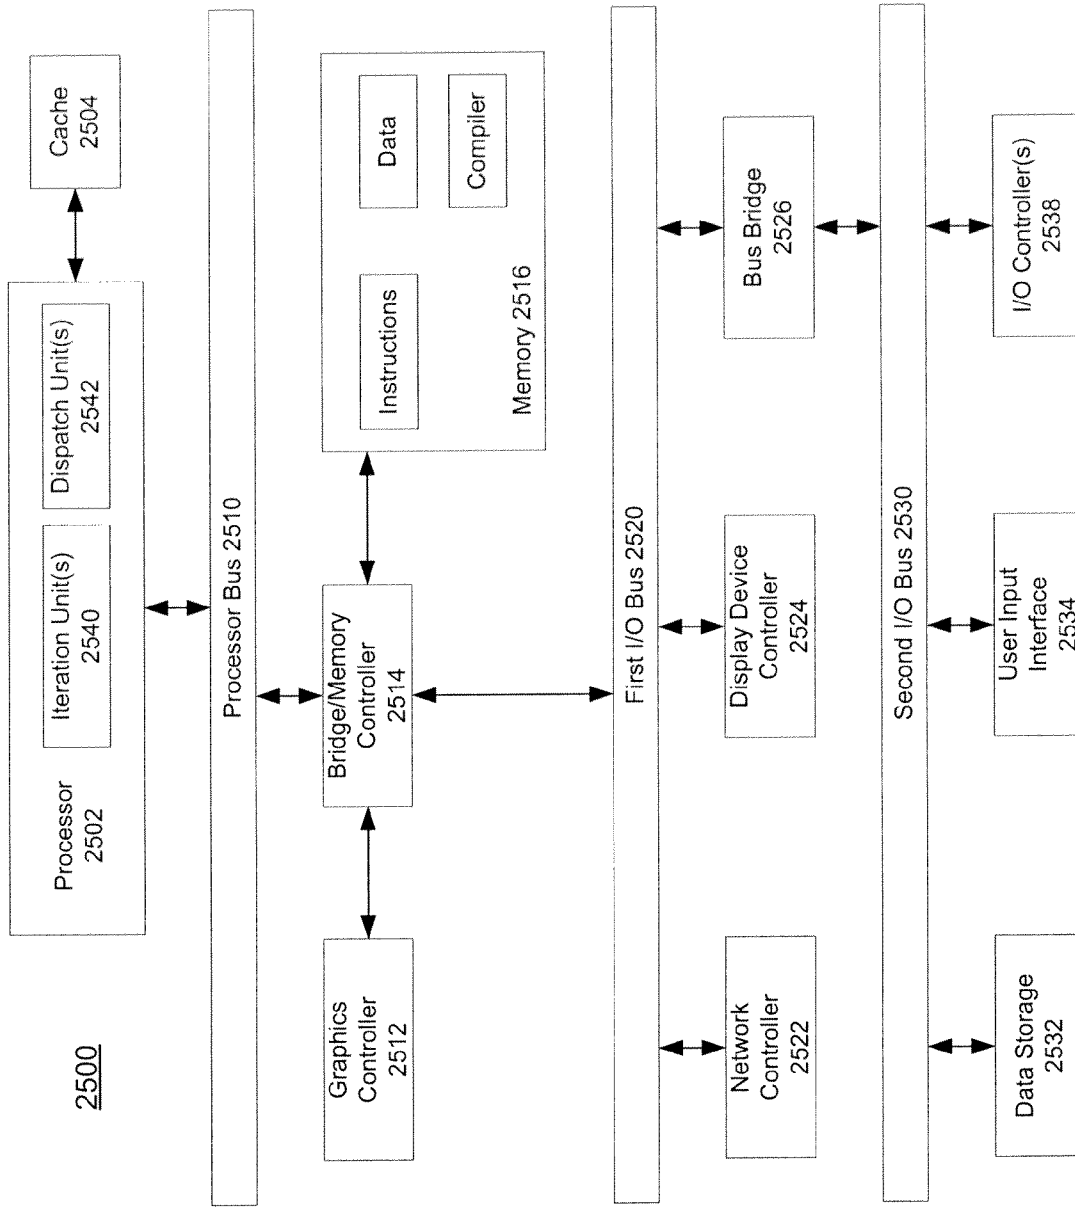 2500
Processor
2502
Iteration Unit(s)
2540
Dispatch Unit(s)
2542
Cache
2504
Processor Bus 2510
Graphics
Controller
2512
Bridge/Memory
Controller
2514
Instructions
Data
Compiler
Memory 2516
First I/O Bus 2520
Network
Controller
2522
Display Device
Controller
2524
Bus Bridge
2526
Second I/O Bus 2530
Data Storage
2532
User Input
Interface
2534
I/O Controller(s)
2538